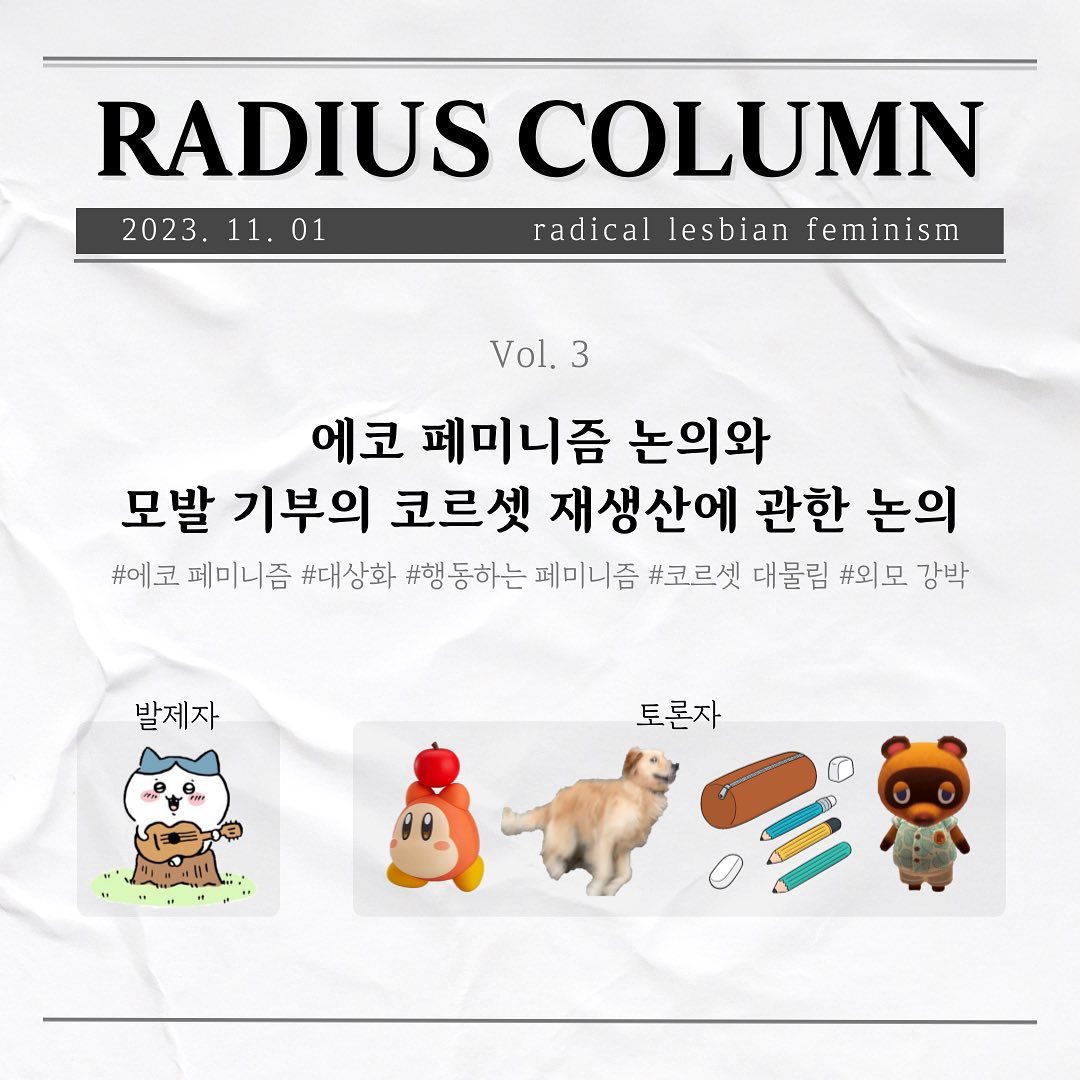 RADIUS COLUMN
2023. 11. 01 radical lesbian feminism
Vol. 3
에코 페미니즘 논의와
모발 기부의 코르셋 재생산에 관한 논의
#에코 페미니즘 #대상화 #행동하는 페미니즘 #코르셋 대물림 #외모 강박
발제자 토론자